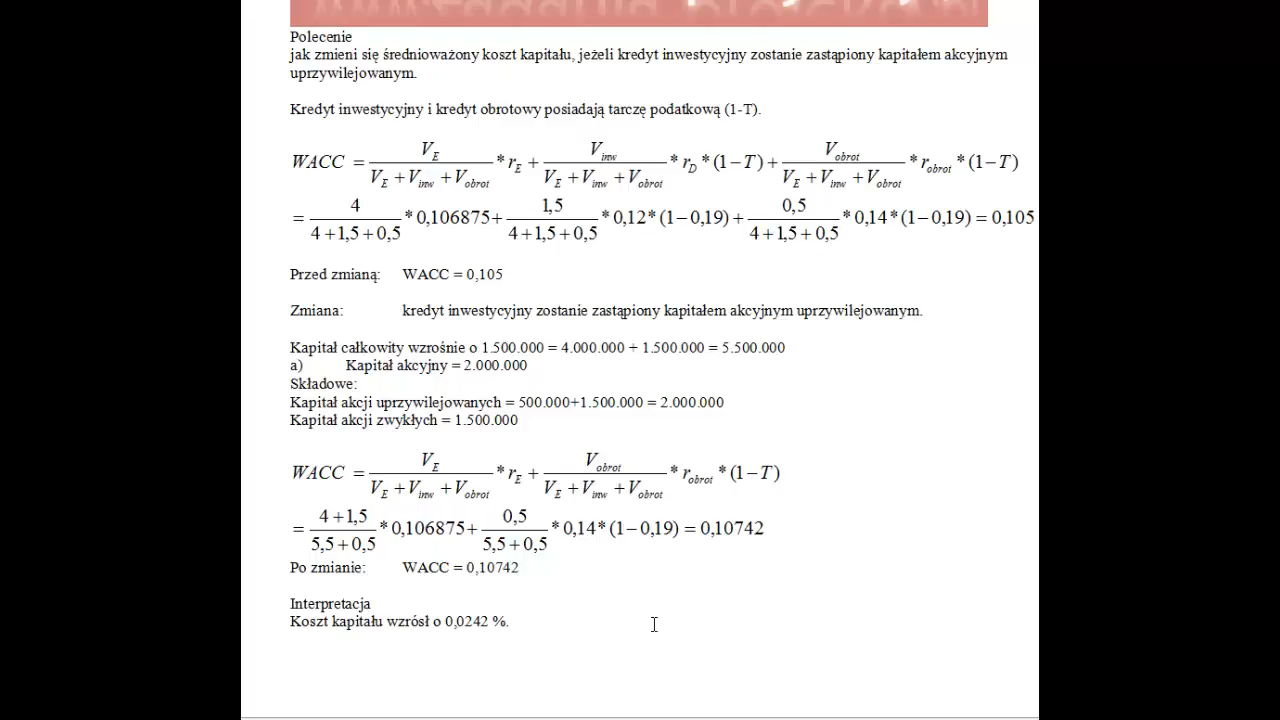 Polecenie
jak zmieni się średnioważony koszt kapitału, jeżeli kredyt inwestycyjny zostanie zastąpiony kapitałem akcyjnym
uprzywilejowanym.
Kredyt inwestycyjny i kredyt obrotowy posiadają tarczę podatkową (1-T).
WACC = V_E / (V_E + V_inw + V_obrot) * r_E + V_inw / (V_E + V_inw + V_obrot) * r_D * (1 − T) + V_obrot / (V_E + V_inw + V_obrot) * r_obrot * (1 − T)
= 4 / (4 + 1,5 + 0,5) * 0,106875 + 1,5 / (4 + 1,5 + 0,5) * 0,12 * (1 − 0,19) + 0,5 / (4 + 1,5 + 0,5) * 0,14 * (1 − 0,19) = 0,105
Przed zmianą: WACC = 0,105
Zmiana: kredyt inwestycyjny zostanie zastąpiony kapitałem akcyjnym uprzywilejowanym.
Kapitał całkowity wzrośnie o 1.500.000 = 4.000.000 + 1.500.000 = 5.500.000
a) Kapitał akcyjny = 2.000.000
Składowe:
Kapitał akcji uprzywilejowanych = 500.000+1.500.000 = 2.000.000
Kapitał akcji zwykłych = 1.500.000
WACC = V_E / (V_E + V_inw + V_obrot) * r_E + V_obrot / (V_E + V_inw + V_obrot) * r_obrot * (1 − T)
= (4 + 1,5) / (5,5 + 0,5) * 0,106875 + 0,5 / (5,5 + 0,5) * 0,14 * (1 − 0,19) = 0,10742
Po zmianie: WACC = 0,10742
Interpretacja
Koszt kapitału wzrósł o 0,0242 %.